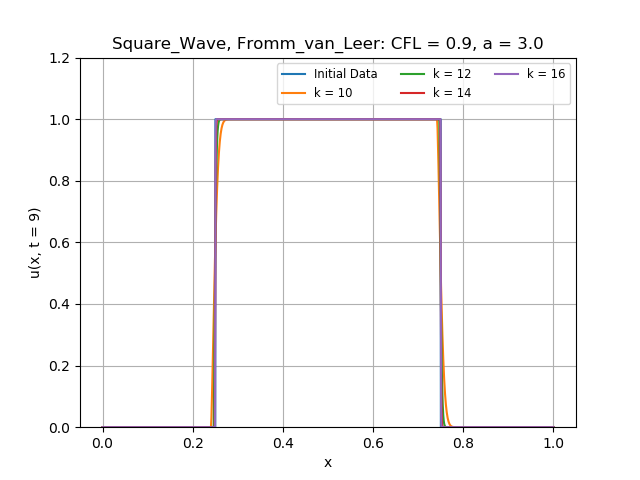 Square_Wave, Fromm_van_Leer: CFL = 0.9, a = 3.0
Initial Data
k = 10
k = 12
k = 14
k = 16
u(x, t = 9)
1.2
1.0
0.8
0.6
0.4
0.2
0.0
0.0 0.2 0.4 0.6 0.8 1.0
x